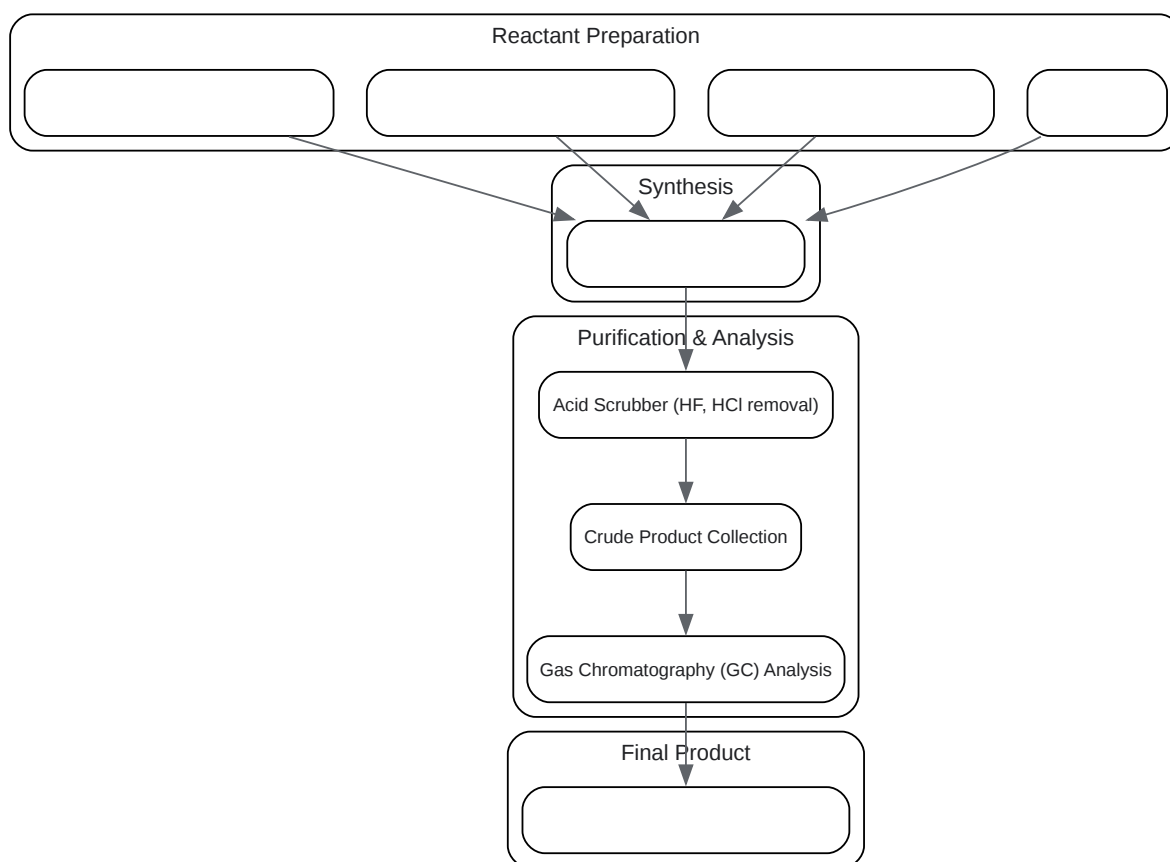 Reactant Preparation
Synthesis
Purification & Analysis
Acid Scrubber (HF, HCl removal)
Crude Product Collection
Gas Chromatography (GC) Analysis
Final Product